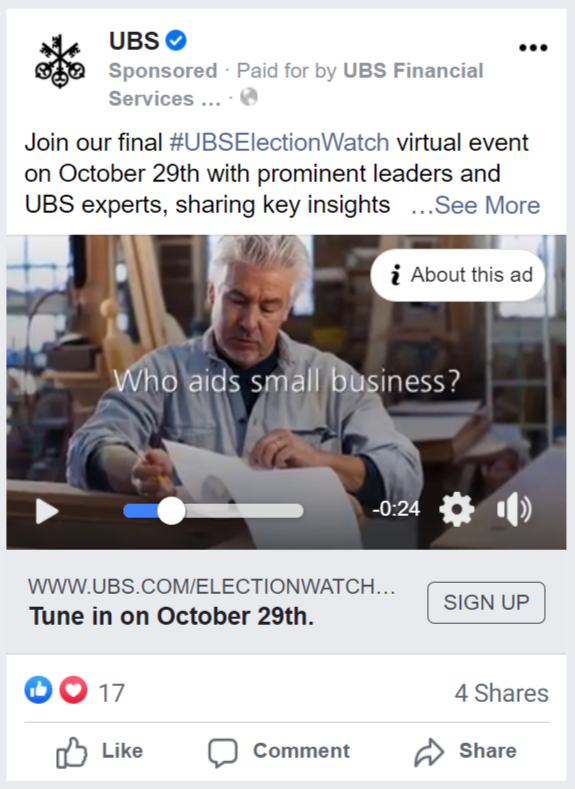 UBS
Sponsored · Paid for by UBS Financial
Services ... ·
Join our final #UBSElectionWatch virtual event
on October 29th with prominent leaders and
UBS experts, sharing key insights ...See More
i About this ad
Who aids small business?
-0:24
WWW.UBS.COM/ELECTIONWATCH...
Tune in on October 29th.
SIGN UP
17
4 Shares
Like
Comment
Share